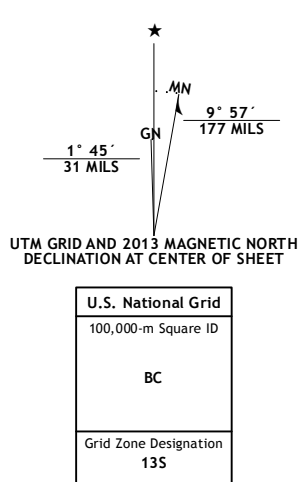 ★
MN
GN
9° 57´
177 MILS
1° 45´
31 MILS
UTM GRID AND 2013 MAGNETIC NORTH
DECLINATION AT CENTER OF SHEET
U.S. National Grid
100,000-m Square ID
BC
Grid Zone Designation
13S